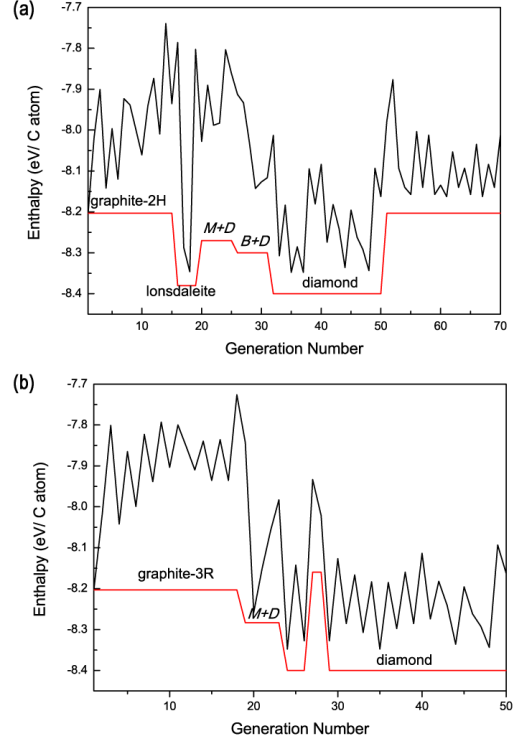 (a)
-7.7
-7.8
-7.9
-8.0
-8.1
-8.2
-8.3
-8.4
Enthalpy (eV/ C atom)
graphite-2H
M+D
B+D
lonsdaleite
diamond
10 20 30 40 50 60 70
Generation Number
(b)
-7.7
-7.8
-7.9
-8.0
-8.1
-8.2
-8.3
-8.4
Enthalpy (eV/ C atom)
graphite-3R
M+D
diamond
10 20 30 40 50
Generation Number